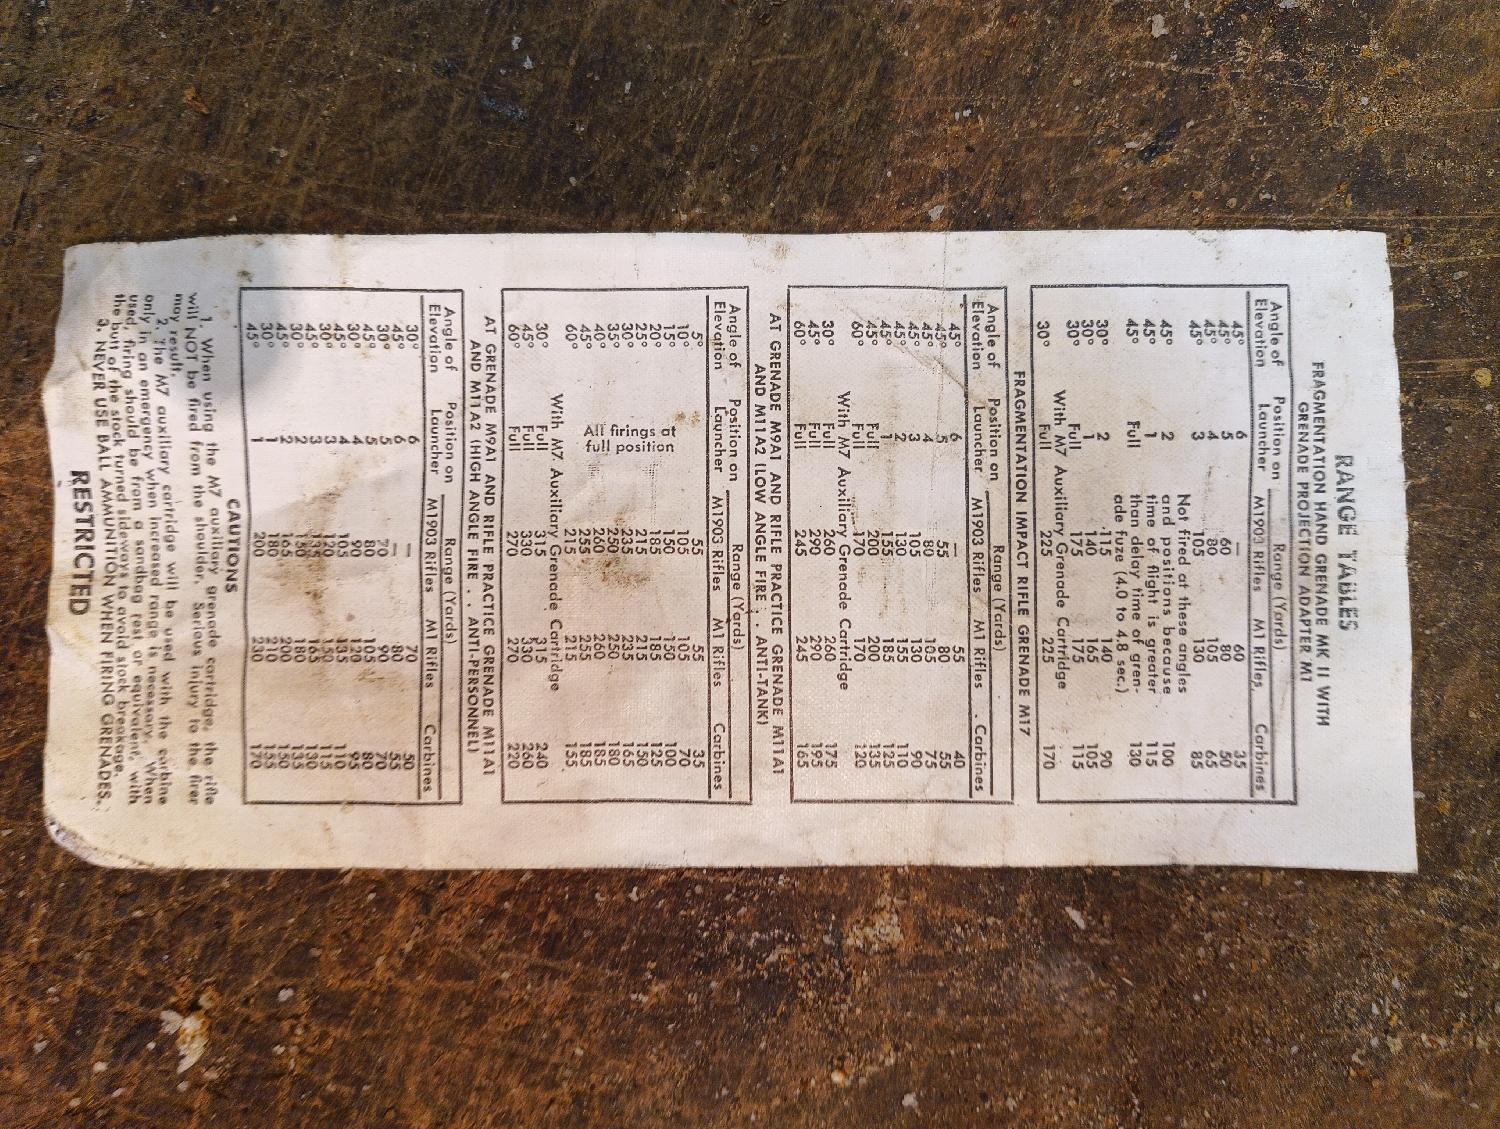 RANGE TABLES
FRAGMENTATION HAND GRENADE MK II WITH
GRENADE PROJECTION ADAPTER M1
Angle of Position on Range (Yards)
Elevation Launcher M1903 Rifles M1 Rifles Carbines
45° 6 — 60 35
45° 5 60 80 50
45° 4 80 105 65
45° 3 105 130 85
Not fired at these angles
45° 2 and positions because 100
45° 1 time of flight is greater 115
45° Full than delay time of gren- 130
ade fuze (4.0 to 4.8 sec.)
30° 2 115 140 90
30° 1 140 165 105
30° Full 175 175 115
With M7 Auxiliary Grenade Cartridge
30° Full 225 225 170
FRAGMENTATION IMPACT RIFLE GRENADE M17
Angle of Position on Range (Yards)
Elevation Launcher M1903 Rifles M1 Rifles Carbines
45° 6 — 55 40
45° 5 55 80 55
45° 4 80 105 75
45° 3 105 130 90
45° 2 130 155 110
45° 1 155 185 125
45° Full 200 200 145
60° Full 170 170 120
With M7 Auxiliary Grenade Cartridge
30° Full 260 260 175
45° Full 290 290 195
60° Full 245 245 165
AT GRENADE M9A1 AND RIFLE PRACTICE GRENADE M11A1
AND M11A2 (LOW ANGLE FIRE . . ANTI-TANK)
Angle of Position on Range (Yards)
Elevation Launcher M1903 Rifles M1 Rifles Carbines
5° 55 55 35
10° 105 105 70
15° 150 150 100
20° 185 185 125
25° All firings at 215 215 150
30° full position 235 235 165
35° 250 250 180
40° 260 260 185
45° 255 255 185
60° 215 215 155
With M7 Auxiliary Grenade Cartridge
30° Full 315 315 240
45° Full 330 330 260
60° Full 270 270 220
AT GRENADE M9A1 AND RIFLE PRACTICE GRENADE M11A1
AND M11A2 (HIGH ANGLE FIRE . . ANTI-PERSONNEL)
Angle of Position on Range (Yards)
Elevation Launcher M1903 Rifles M1 Rifles Carbines
30° 6 — 70 50
45° 6 — 80 55
30° 5 70 90 70
45° 5 80 105 80
30° 4 90 120 95
45° 4 105 135 110
30° 3 120 150 115
45° 3 135 165 130
30° 2 150 180 135
45° 2 165 200 150
30° 1 180 210 155
45° 1 200 230 170
CAUTIONS
1. When using the M7 auxiliary grenade cartridge, the rifle
will NOT be fired from the shoulder. Serious injury to the firer
may result.
2. The M7 auxiliary cartridge will be used with the carbine
only in an emergency when increased range is necessary. When
used, firing should be from a sandbag rest or equivalent, with
the butt of the stock turned sideways to avoid stock breakage.
3. NEVER USE BALL AMMUNITION WHEN FIRING GRENADES.
RESTRICTED